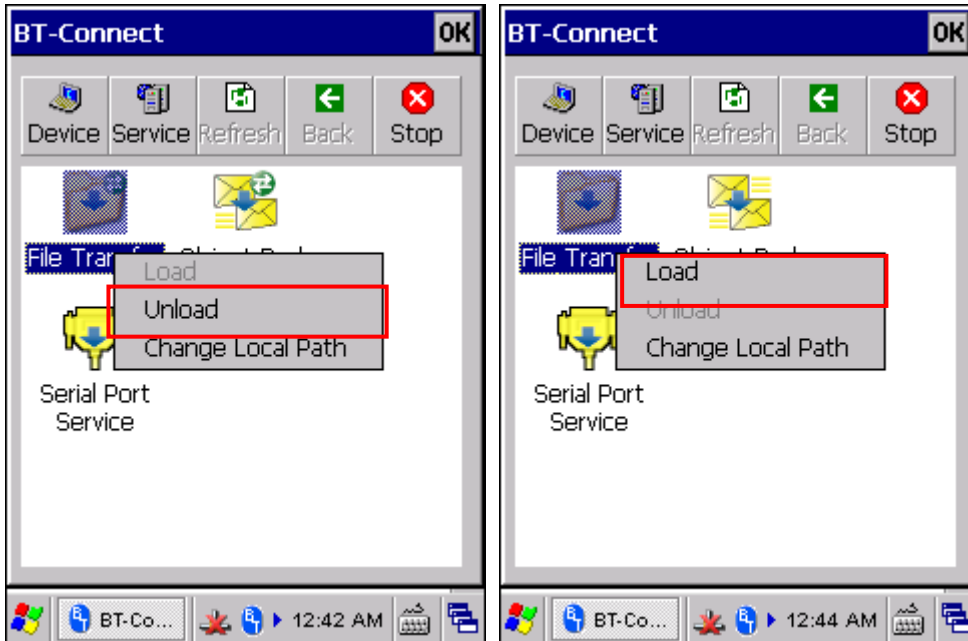 BT-Connect OK
Device Service Refresh Back Stop
File
Load
Unload
Change Local Path
Serial Port
Service
BT-Co... 12:42 AM
BT-Connect OK
Device Service Refresh Back Stop
File
Load
Unload
Change Local Path
Serial Port
Service
BT-Co... 12:44 AM